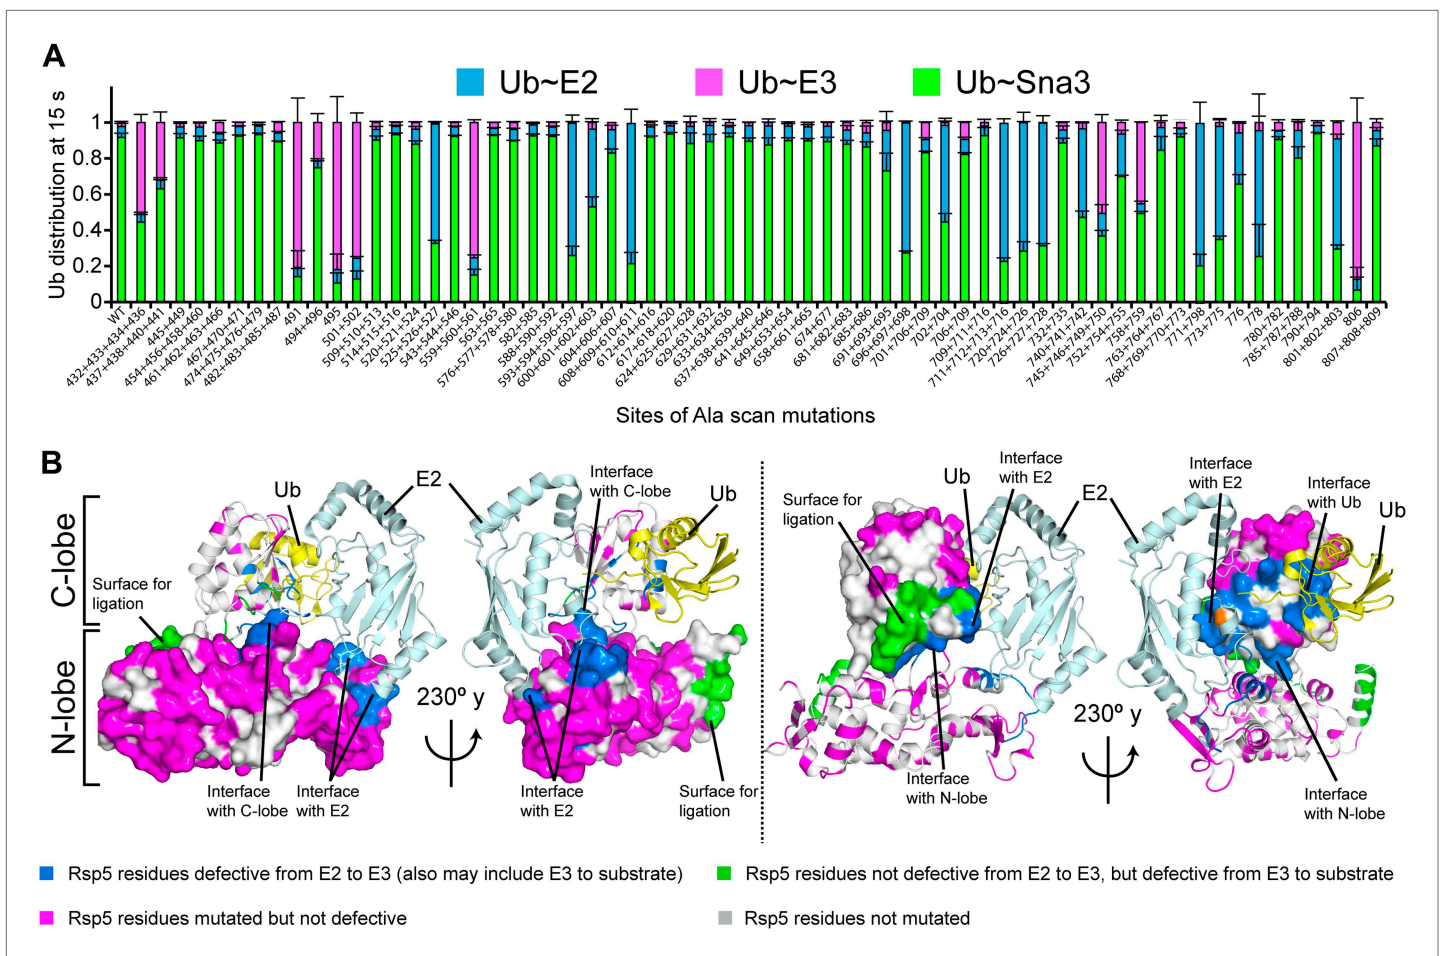 A
Ub~E2
Ub~E3
Ub~Sna3
Ub distribution at 15 s
1
0.8
0.6
0.4
0.2
0
WT
432+433+434+436
437+438+440+441
445+449
454+456+458+460
461+462+463+466
467+470+471
474+475+476+479
482+483+485+487
491
494+496
495
501+502
509+510+513
514+515+516
520+521+524
525+526+527
543+544+546
559+560+561
563+565
576+577+578+580
582+585
588+590+592
593+594+596+597
600+601+602+603
604+606+607
608+609+610+611
612+614+616
617+618+620
624+625+627+628
629+631+632
633+634+636
637+638+639+640
641+645+646
649+653+654
658+661+665
674+677
681+682+683
685+686
691+693+695
696+697+698
701+706+709
702+704
706+709
709+711+716
711+712+713+716
720+724+726
726+727+728
732+735
740+741+742
745+746+749+750
752+754+755
758+759
763+764+767
768+769+770+773
771+798
773+775
776
778
780+782
785+787+788
790+794
801+802+803
806
807+808+809
Sites of Ala scan mutations
B
C-lobe
N-lobe
Ub
E2
Surface for
ligation
Interface
with C-lobe
Interface
with E2
230º y
Interface
with C-lobe
Ub
Interface
with E2
Surface for
ligation
Surface for
ligation
Ub
Interface
with E2
E2
Interface
with N-lobe
230º y
Interface
with E2
Interface
with Ub
Ub
Interface
with N-lobe
Rsp5 residues defective from E2 to E3 (also may include E3 to substrate)
Rsp5 residues not defective from E2 to E3, but defective from E3 to substrate
Rsp5 residues mutated but not defective
Rsp5 residues not mutated